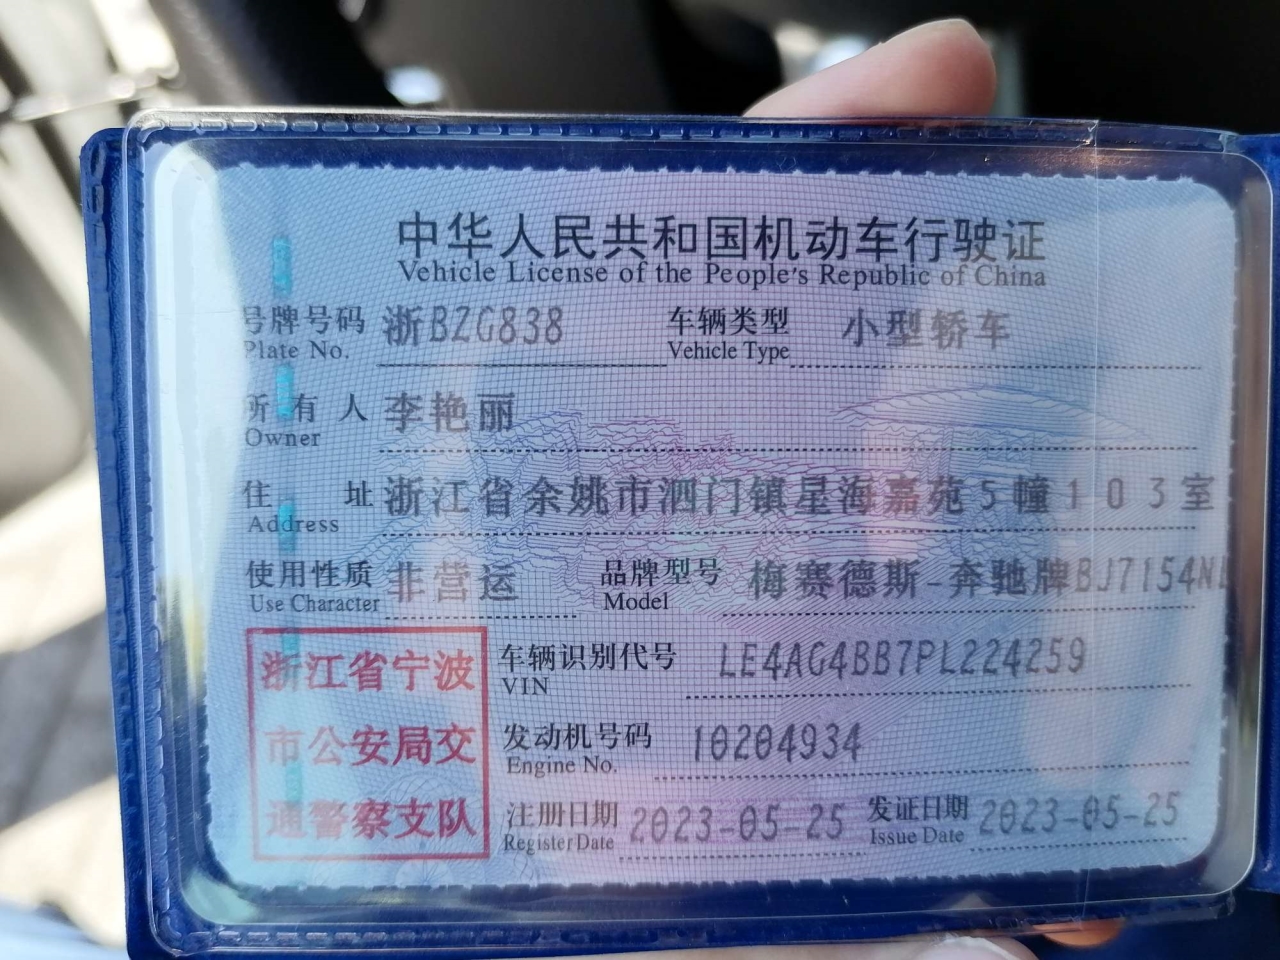 中华人民共和国机动车行驶证
Vehicle License of the People's Republic of China
号牌号码 浙BZG838 车辆类型 小型轿车
Plate No. Vehicle Type
所有人 李艳丽
Owner
住址 浙江省余姚市泗门镇星海嘉苑5幢103室
Address
使用性质 非营运 品牌型号 梅赛德斯-奔驰牌BJ7154NL
Use Character Model
浙江省宁波
市公安局交
通警察支队
车辆识别代号 LE4AG4BB7PL224259
VIN
发动机号码 10204934
Engine No.
注册日期 2023-05-25 发证日期 2023-05-25
Register Date Issue Date